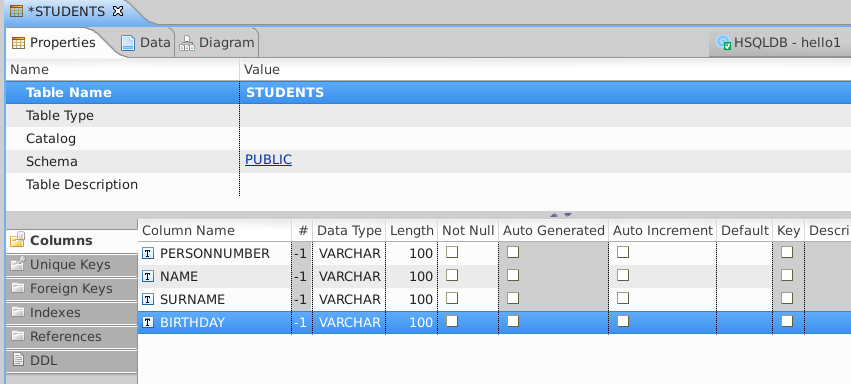 *STUDENTS
Properties Data Diagram HSQLDB - hello1
Name Value
Table Name STUDENTS
Table Type
Catalog
Schema PUBLIC
Table Description
Columns
Unique Keys
Foreign Keys
Indexes
References
DDL
Column Name # Data Type Length Not Null Auto Generated Auto Increment Default Key Descri
T PERSONNUMBER -1 VARCHAR 100
T NAME -1 VARCHAR 100
T SURNAME -1 VARCHAR 100
T BIRTHDAY -1 VARCHAR 100